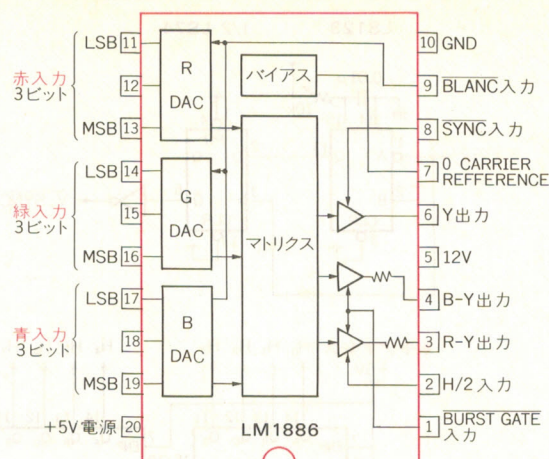 赤入力
3ビット
LSB 11
12
MSB 13
緑入力
3ビット
LSB 14
15
MSB 16
青入力
3ビット
LSB 17
18
MSB 19
+5V電源 20
R
DAC
G
DAC
B
DAC
バイアス
マトリクス
LM1886
10 GND
9 BLANC入力
8 SYNC入力
7 0 CARRIER
REFFERENCE
6 Y出力
5 12V
4 B-Y出力
3 R-Y出力
2 H/2入力
1 BURST GATE
入力